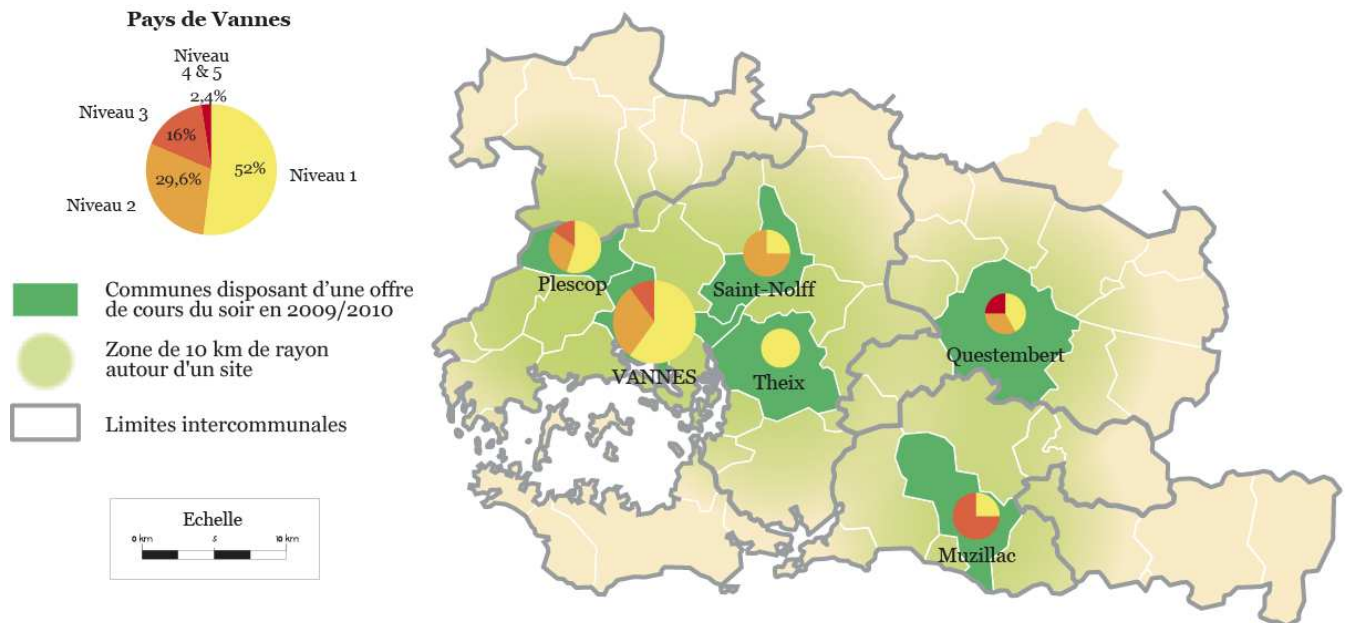 Pays de Vannes
Niveau
4 & 5
2,4%
Niveau 3
16%
52%
Niveau 1
29,6%
Niveau 2
Communes disposant d'une offre
de cours du soir en 2009/2010
Zone de 10 km de rayon
autour d'un site
Limites intercommunales
Echelle
0 km
5
10 km
Plescop
Saint-Nolff
VANNES
Theix
Questembert
Muzillac